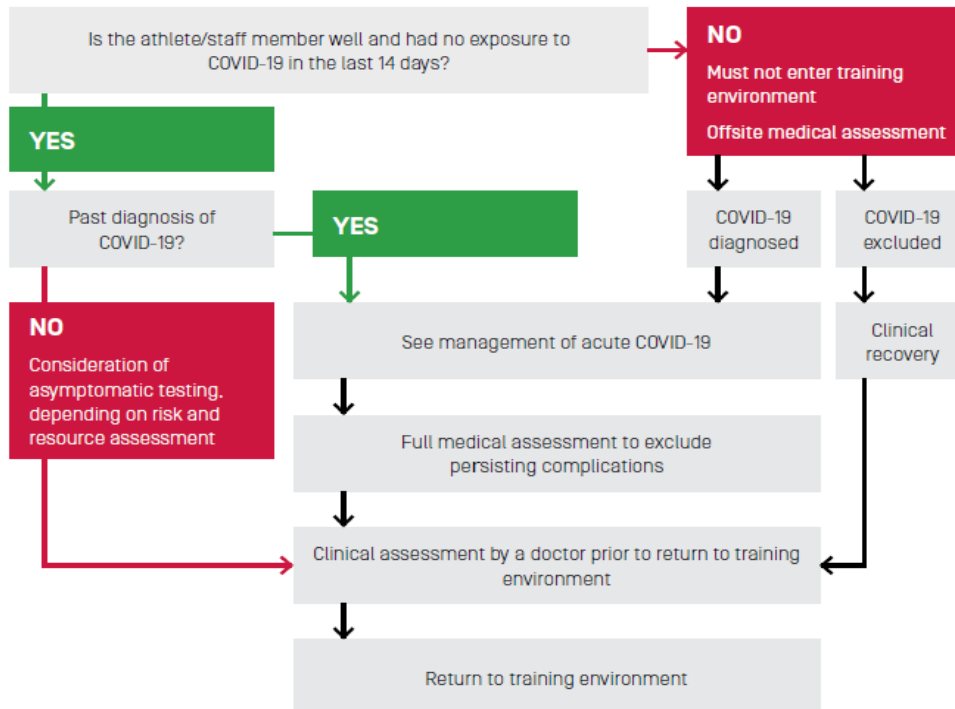 Is the athlete/staff member well and had no exposure to
COVID-19 in the last 14 days?
NO
Must not enter training
environment
Offsite medical assessment
YES
Past diagnosis of
COVID-19?
YES
COVID-19
diagnosed
COVID-19
excluded
NO
Consideration of
asymptomatic testing,
depending on risk and
resource assessment
See management of acute COVID-19
Clinical
recovery
Full medical assessment to exclude
persisting complications
Clinical assessment by a doctor prior to return to training
environment
Return to training environment